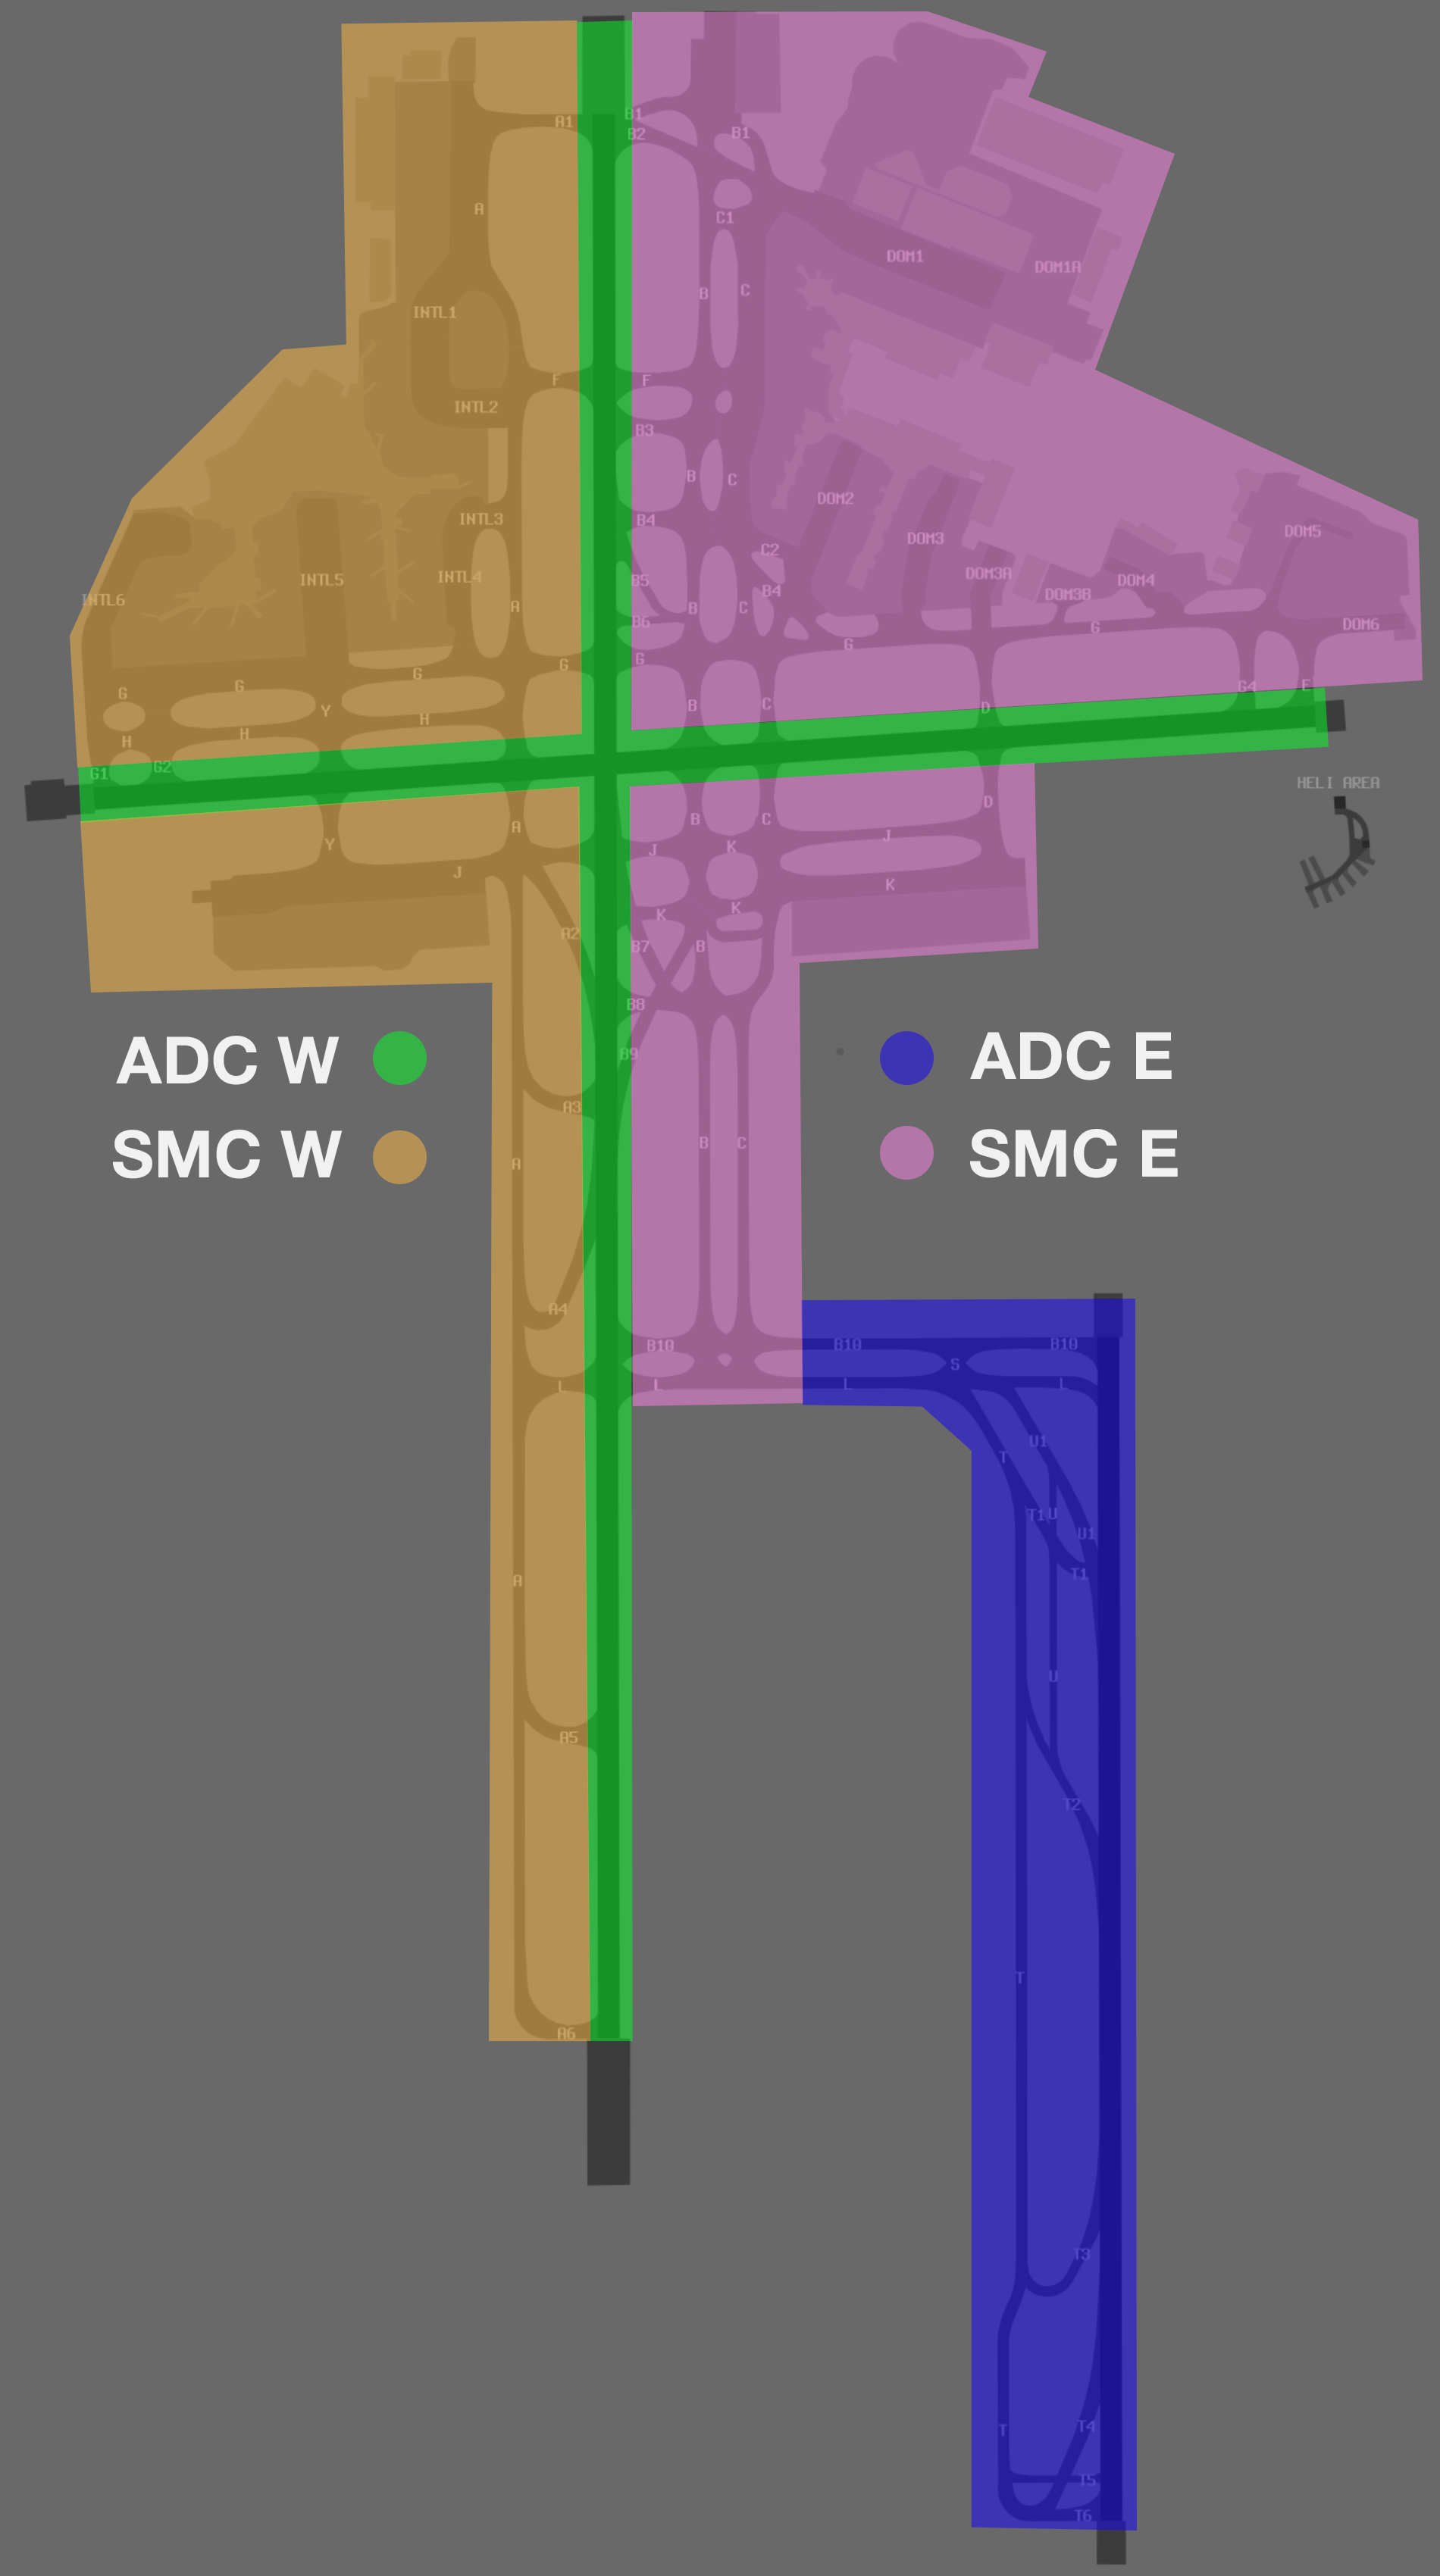 B1
A1
B2
B1
A
C1
DOM1
DOM1A
B
C
INTL1
F
F
INTL2
B3
B
C
DOM2
INTL3
B4
DOM5
DOM3
C2
DOM3A
INTL4
INTL5
B5
DOM4
B4
DOM3B
INTL6
A
B
C
B6
DOM6
G
G
G
G
G
G
G4
E
G
B
C
D
Y
H
H
H
G2
G1
HELI AREA
D
A
B
C
J
Y
K
J
J
K
K
K
A2
B7
B
B8
B9
ADC W
ADC E
A3
B
C
SMC W
SMC E
A
A4
B10
B10
B10
S
L
L
L
L
U1
T
T1
U
U1
T1
A
U
A5
T2
T
A6
T3
T4
T
T5
T6